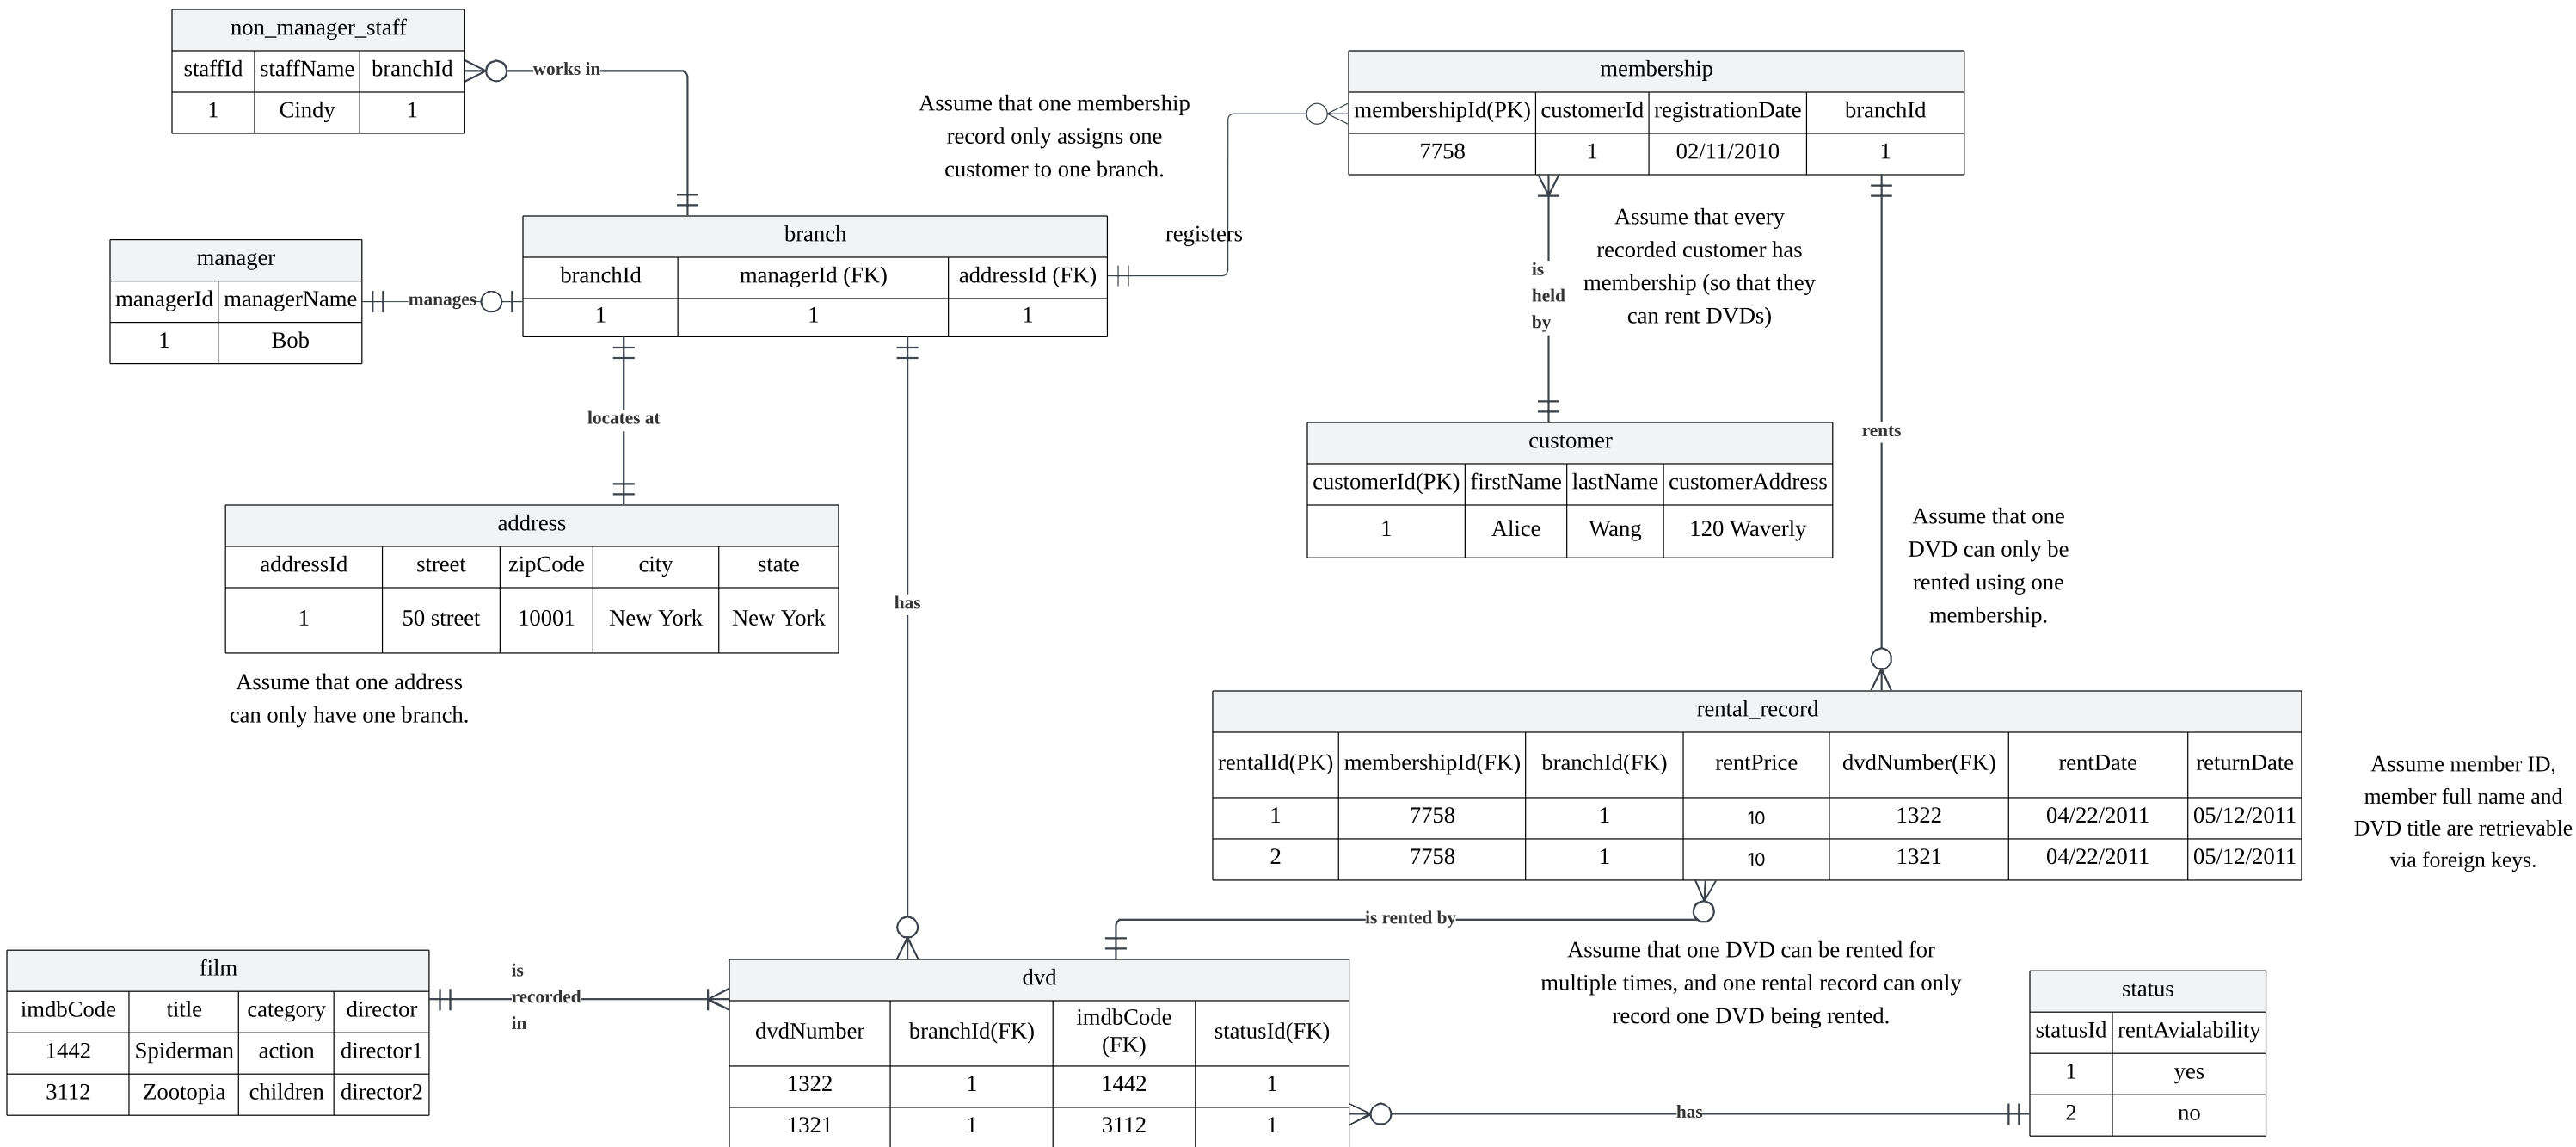 non_manager_staff
staffId staffName branchId
1 Cindy 1
works in
Assume that one membership
record only assigns one
customer to one branch.
membership
membershipId(PK) customerId registrationDate branchId
7758 1 02/11/2010 1
manager
managerId managerName
1 Bob
manages
branch
branchId managerId (FK) addressId (FK)
1 1 1
registers
is
held
by
Assume that every
recorded customer has
membership (so that they
can rent DVDs)
rents
locates at
customer
customerId(PK) firstName lastName customerAddress
1 Alice Wang 120 Waverly
address
addressId street zipCode city state
1 50 street 10001 New York New York
Assume that one address
can only have one branch.
has
Assume that one
DVD can only be
rented using one
membership.
rental_record
rentalId(PK) membershipId(FK) branchId(FK) rentPrice dvdNumber(FK) rentDate returnDate
1 7758 1 10 1322 04/22/2011 05/12/2011
2 7758 1 10 1321 04/22/2011 05/12/2011
Assume member ID,
member full name and
DVD title are retrievable
via foreign keys.
is rented by
Assume that one DVD can be rented for
multiple times, and one rental record can only
record one DVD being rented.
film
imdbCode title category director
1442 Spiderman action director1
3112 Zootopia children director2
is
recorded
in
dvd
dvdNumber branchId(FK) imdbCode
(FK) statusId(FK)
1322 1 1442 1
1321 1 3112 1
has
status
statusId rentAvialability
1 yes
2 no